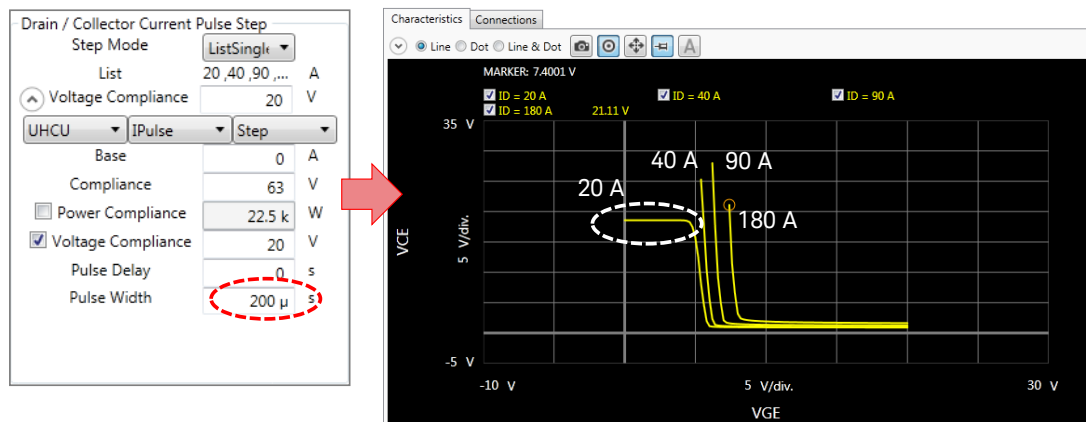 Drain / Collector Current Pulse Step
Step Mode ListSingle
List 20 ,40 ,90 ,... A
Voltage Compliance 20 V
UHCU IPulse Step
Base 0 A
Compliance 63 V
Power Compliance 22.5 k W
Voltage Compliance 20 V
Pulse Delay 0 s
Pulse Width 200 µ s
Characteristics Connections
Line Dot Line & Dot A
MARKER: 7.4001 V
ID = 20 A ID = 40 A ID = 90 A
ID = 180 A 21.11 V
35 V
40 A 90 A
20 A
180 A
VCE
5 V/div.
-5 V
-10 V 5 V/div. 30 V
VGE